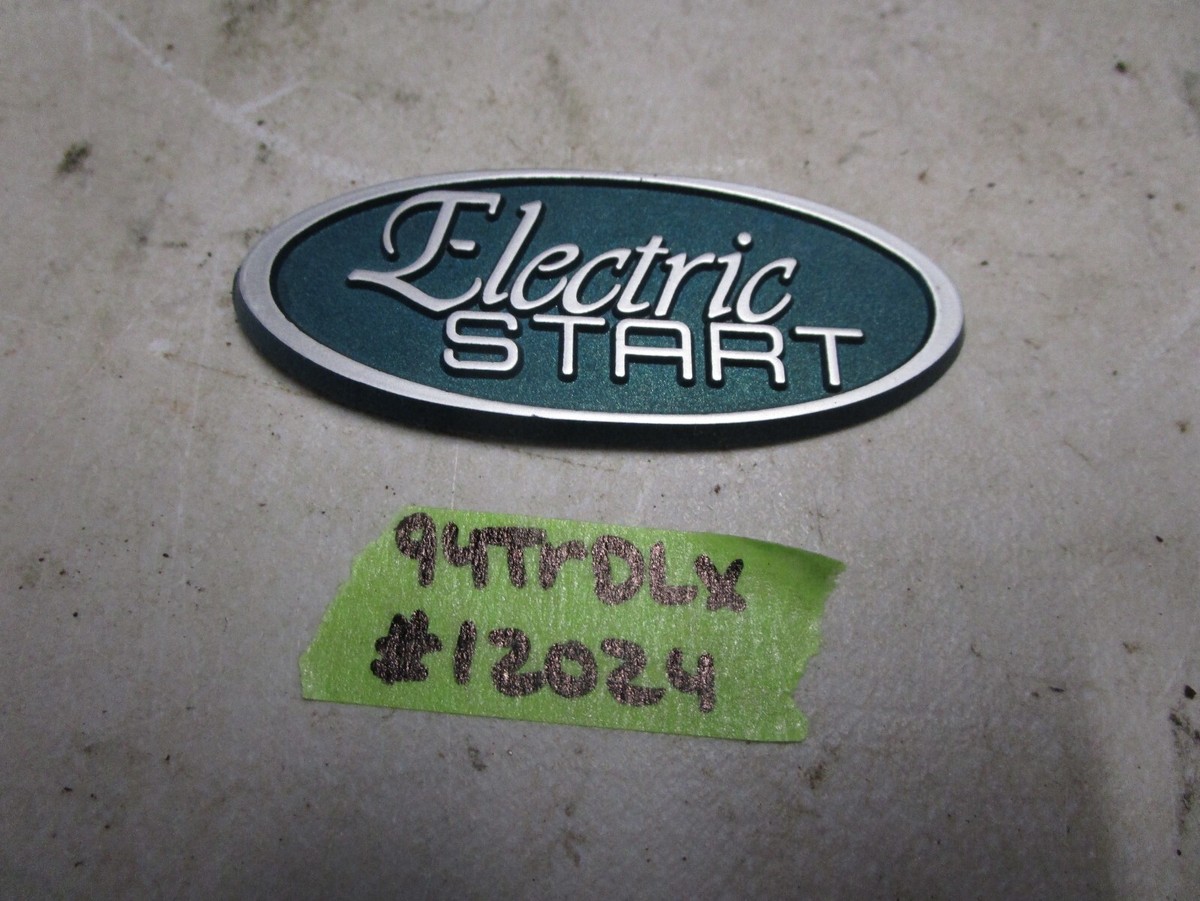 Electric
START
94TrDLX
#12024